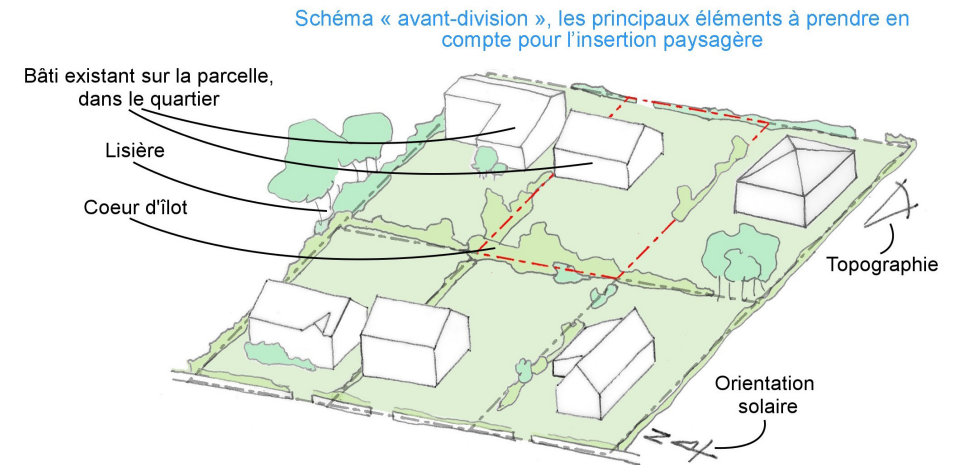 Schéma « avant-division », les principaux éléments à prendre en
compte pour l'insertion paysagère
Bâti existant sur la parcelle,
dans le quartier
Lisière
Coeur d'îlot
Topographie
Orientation
solaire
N